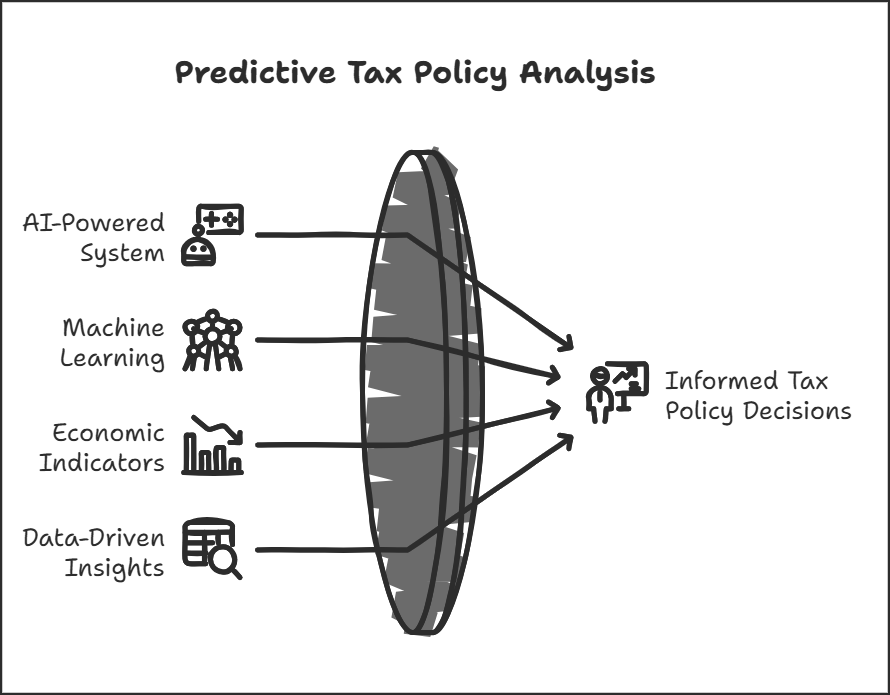 Predictive Tax Policy Analysis
AI-Powered
System
Machine
Learning
Economic
Indicators
Data-Driven
Insights
Informed Tax
Policy Decisions